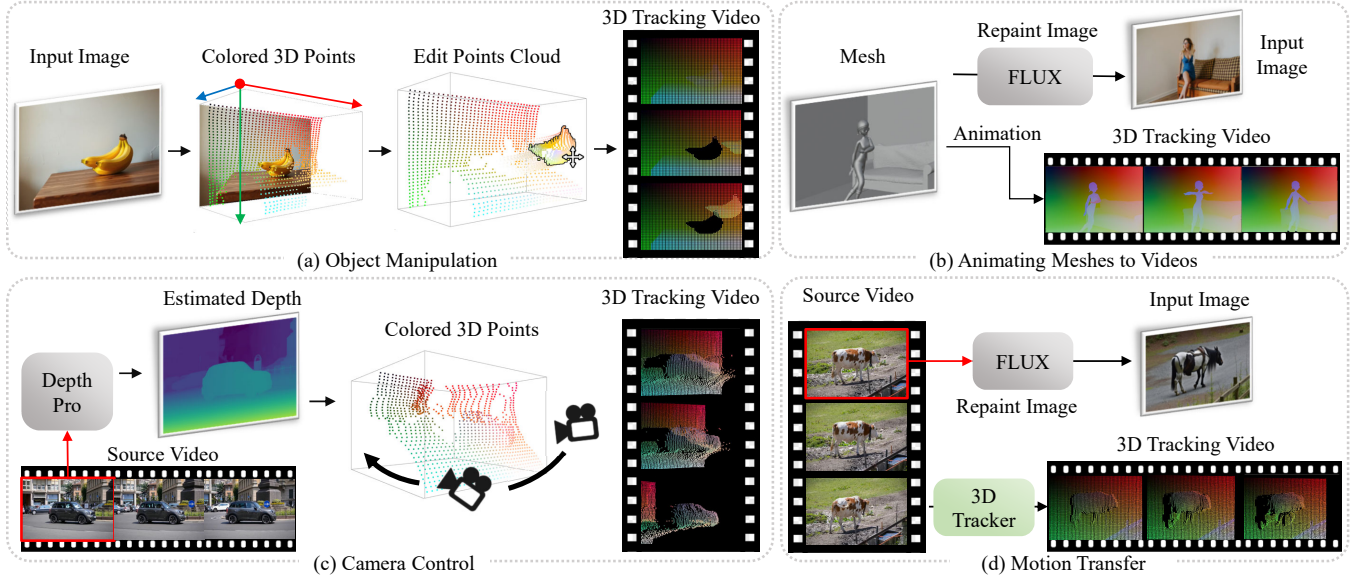 Input Image
Colored 3D Points
Edit Points Cloud
3D Tracking Video
(a) Object Manipulation
Mesh
Repaint Image
FLUX
Input
Image
Animation
3D Tracking Video
(b) Animating Meshes to Videos
Estimated Depth
Depth
Pro
Source Video
Colored 3D Points
3D Tracking Video
(c) Camera Control
Source Video
FLUX
Repaint Image
Input Image
3D
Tracker
3D Tracking Video
(d) Motion Transfer